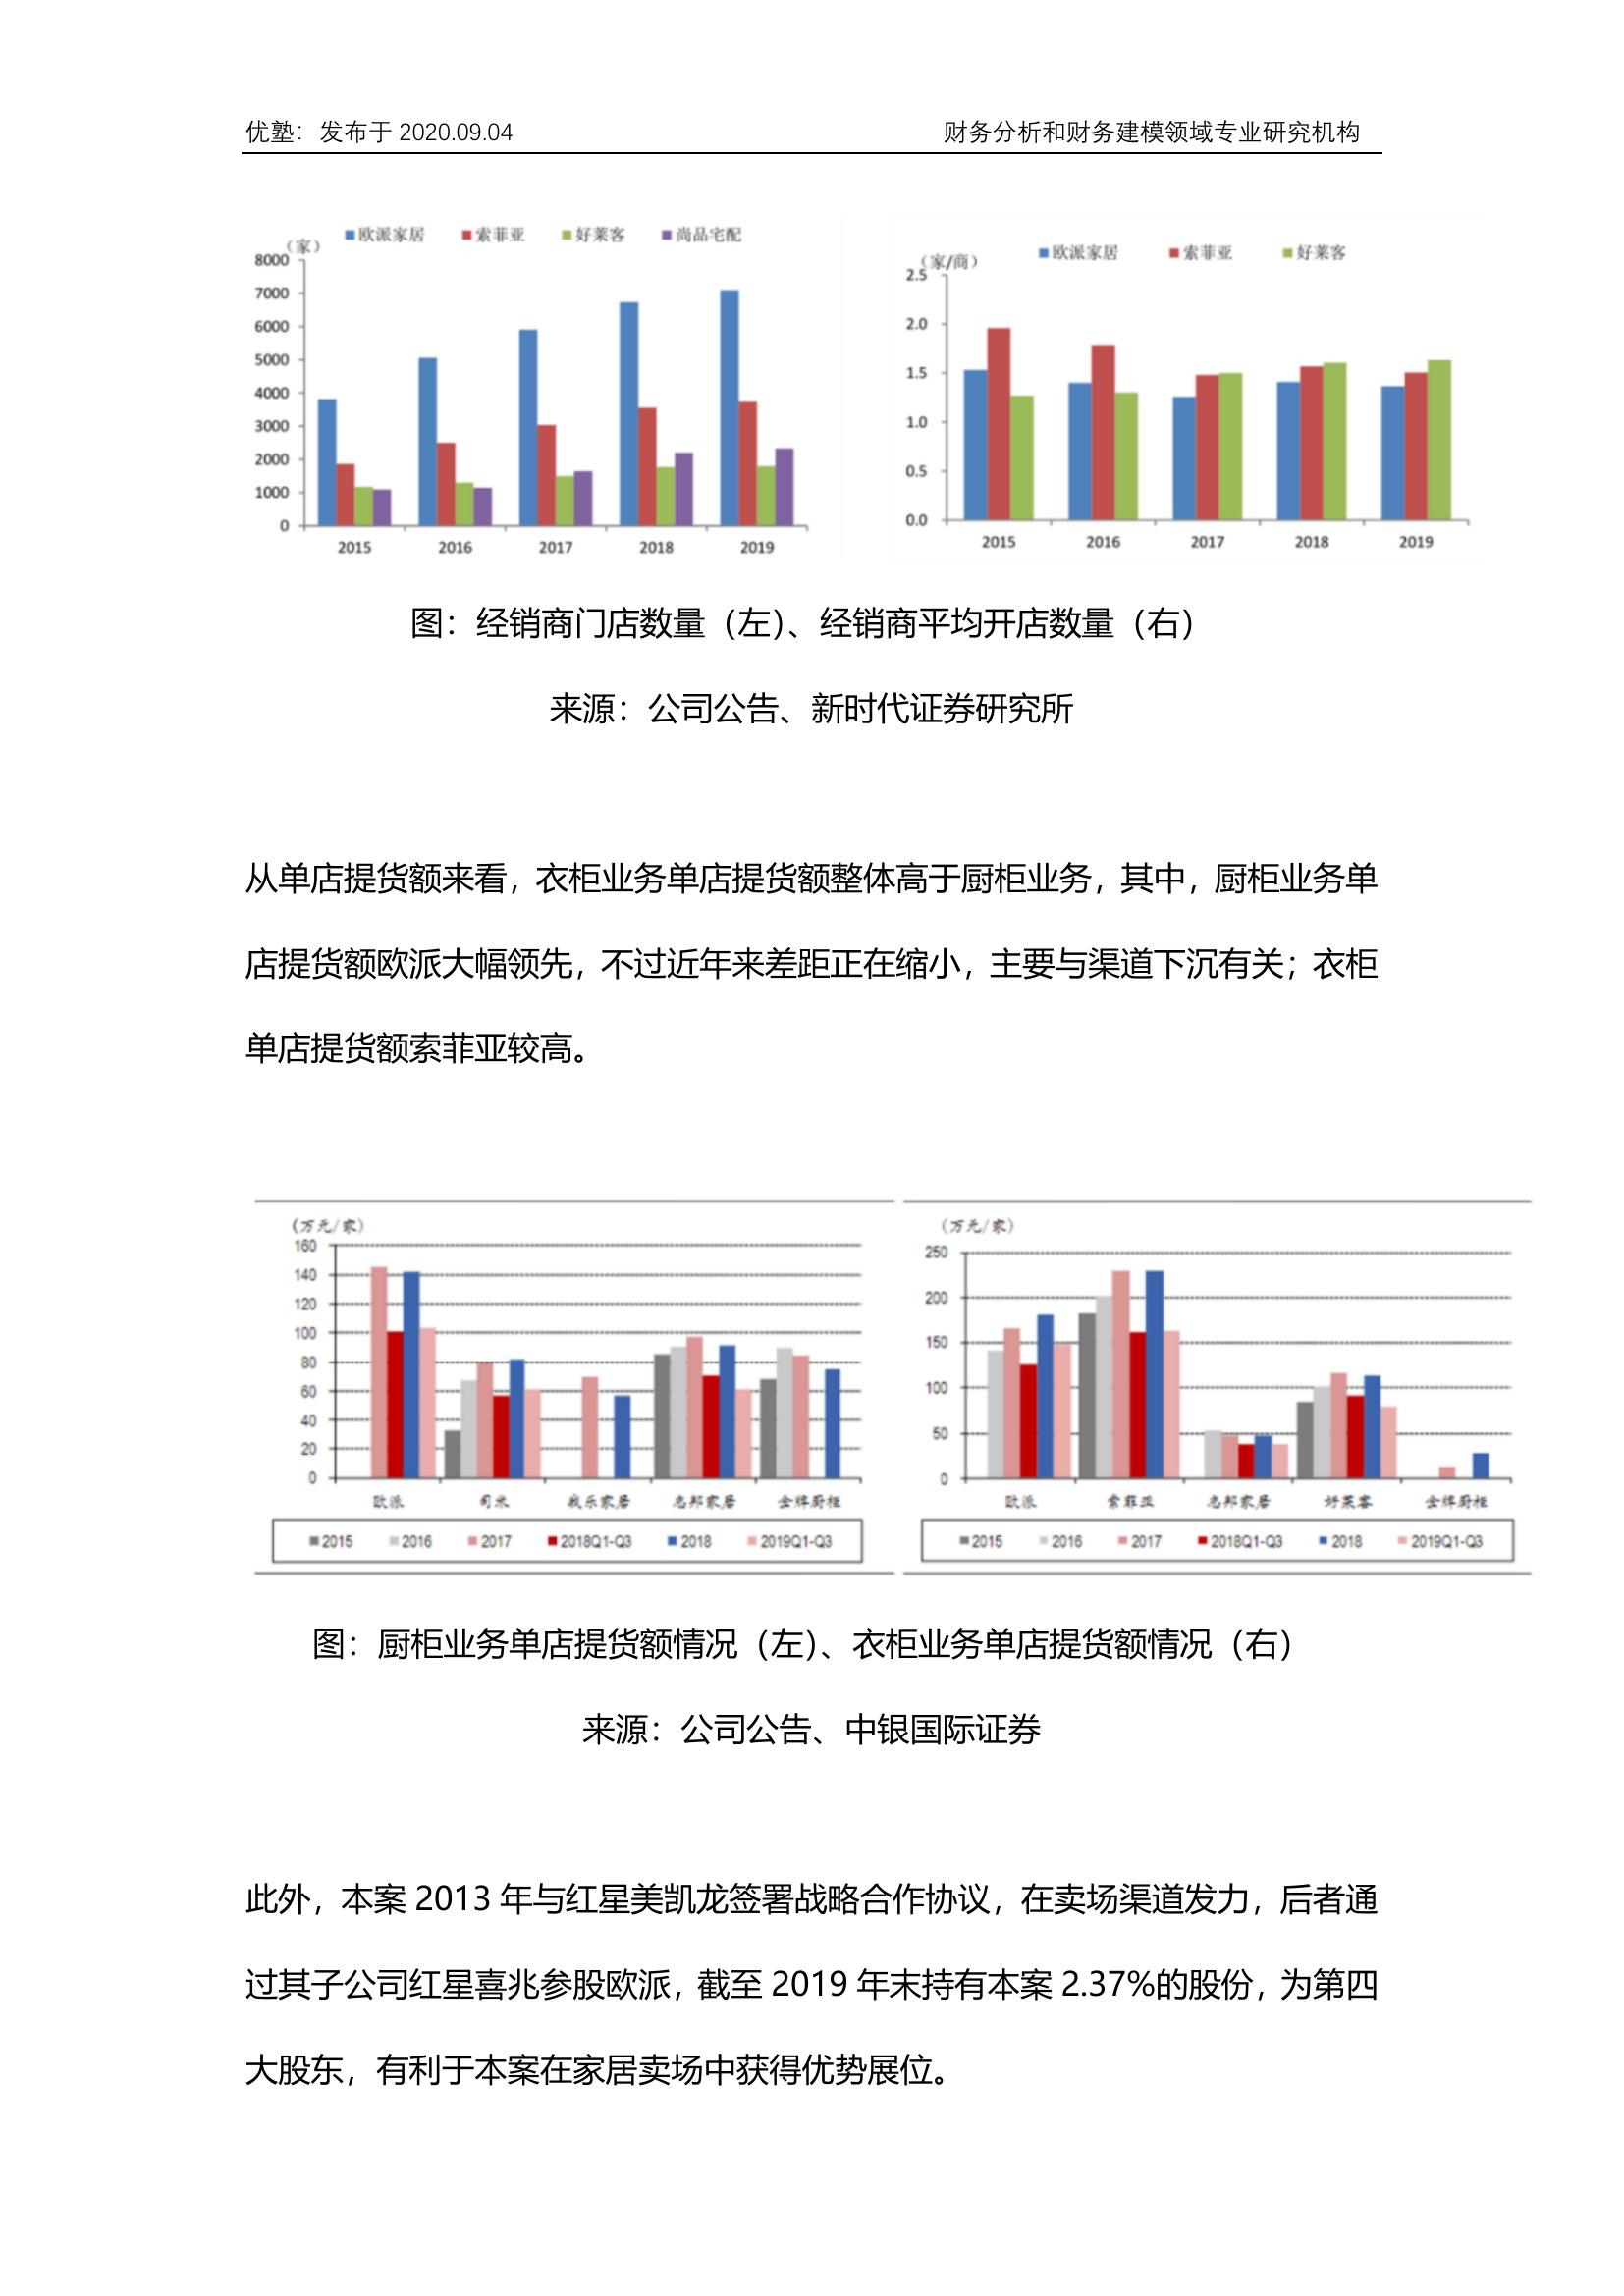 优塾：发布于 2020.09.04
财务分析和财务建模领域专业研究机构
欧派家居 索菲亚 好莱客 尚品宅配
（家）
8000
7000
6000
5000
4000
3000
2000
1000
0
2015 2016 2017 2018 2019
欧派家居 索菲亚 好莱客
（家/商）
2.5
2.0
1.5
1.0
0.5
0.0
2015 2016 2017 2018 2019
图：经销商门店数量（左）、经销商平均开店数量（右）
来源：公司公告、新时代证券研究所
从单店提货额来看，衣柜业务单店提货额整体高于厨柜业务，其中，厨柜业务单
店提货额欧派大幅领先，不过近年来差距正在缩小，主要与渠道下沉有关；衣柜
单店提货额索菲亚较高。
（万元/家）
160
140
120
100
80
60
40
20
0
欧派 司米 我乐家居 志邦家居 金牌厨柜
2015 2016 2017 2018Q1-Q3 2018 2019Q1-Q3
（万元/家）
250
200
150
100
50
0
欧派 索菲亚 志邦家居 好莱客 金牌厨柜
2015 2016 2017 2018Q1-Q3 2018 2019Q1-Q3
图：厨柜业务单店提货额情况（左）、衣柜业务单店提货额情况（右）
来源：公司公告、中银国际证券
此外，本案 2013 年与红星美凯龙签署战略合作协议，在卖场渠道发力，后者通
过其子公司红星喜兆参股欧派，截至 2019 年末持有本案 2.37%的股份，为第四
大股东，有利于本案在家居卖场中获得优势展位。